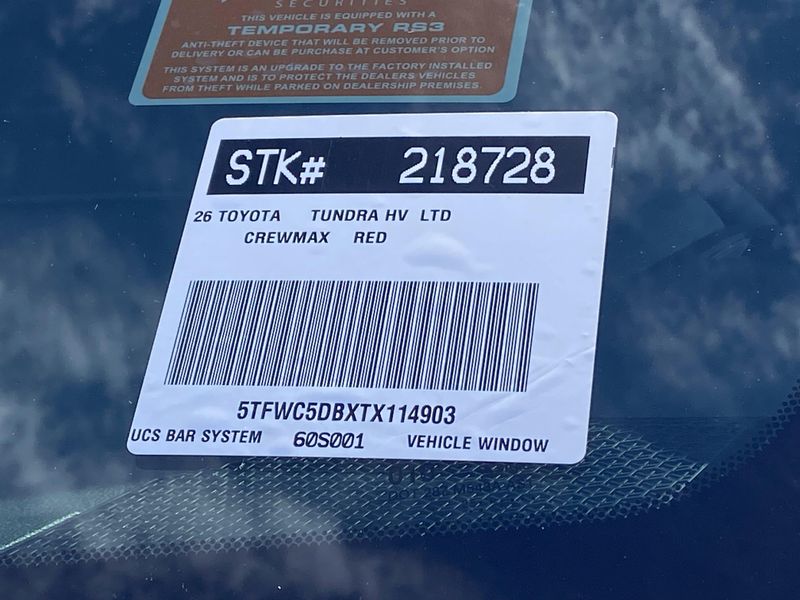 SECURITIES
THIS VEHICLE IS EQUIPPED WITH A
TEMPORARY RS3
ANTI-THEFT DEVICE THAT WILL BE REMOVED PRIOR TO
DELIVERY OR CAN BE PURCHASE AT CUSTOMER'S OPTION
THIS SYSTEM IS AN UPGRADE TO THE FACTORY INSTALLED
SYSTEM AND IS TO PROTECT THE DEALERS VEHICLES
FROM THEFT WHILE PARKED ON DEALERSHIP PREMISES.
STK# 218728
26 TOYOTA TUNDRA HV LTD
CREWMAX RED
5TFWC5DBXTX114903
UCS BAR SYSTEM 60S001 VEHICLE WINDOW